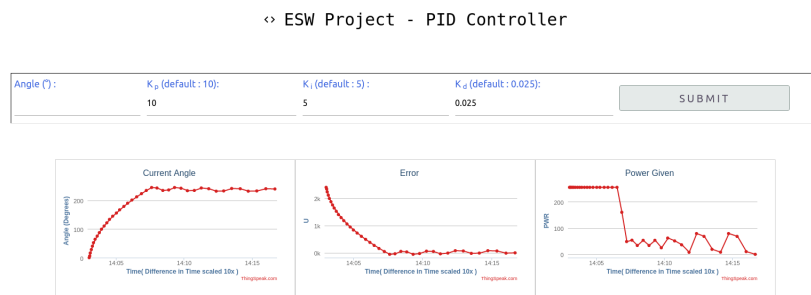 ‹› ESW Project - PID Controller
Angle (°) :
K p (default : 10):
K i (default : 5) :
K d (default : 0.025):
10
5
0.025
SUBMIT
Current Angle
Angle (Degrees)
200
100
0
14:05
14:10
14:15
Time( Difference in Time scaled 10x )
ThingSpeak.com
Error
U
2k
1k
0k
14:05
14:10
14:15
Time( Difference in Time scaled 10x )
ThingSpeak.com
Power Given
PWR
200
100
0
14:05
14:10
14:15
Time( Difference in Time scaled 10x )
ThingSpeak.com